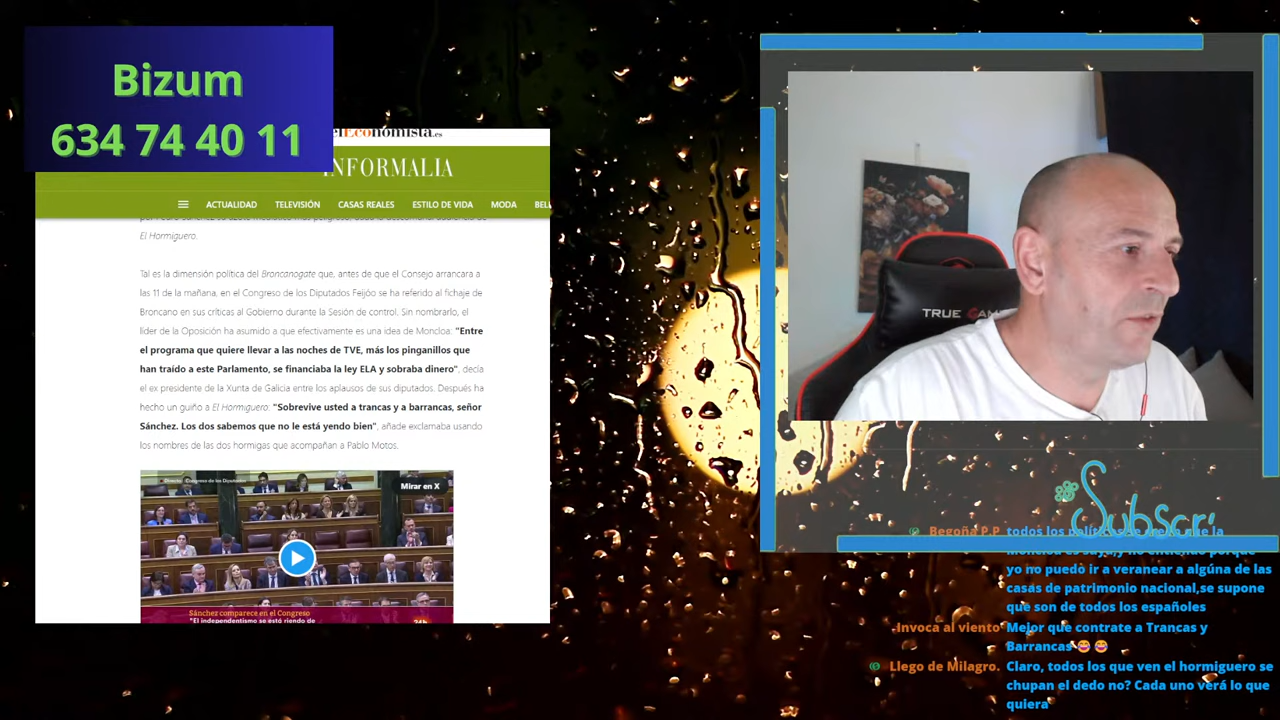 Bizum
634 74 40 11
elEconomista.es
INFORMALIA
ACTUALIDAD TELEVISIÓN CASAS REALES ESTILO DE VIDA MODA BEL
El Hormiguero.
Tal es la dimensión política del Broncanogate que, antes de que el Consejo arrancara a
las 11 de la mañana, en el Congreso de los Diputados Feijóo se ha referido al fichaje de
Broncano en sus críticas al Gobierno durante la Sesión de control. Sin nombrarlo, el
líder de la Oposición ha asumido a que efectivamente es una idea de Moncloa: "Entre
el programa que quiere llevar a las noches de TVE, más los pinganillos que
han traído a este Parlamento, se financiaba la ley ELA y sobraba dinero", decía
el ex presidente de la Xunta de Galicia entre los aplausos de sus diputados. Después ha
hecho un guiño a El Hormiguero: "Sobrevive usted a trancas y a barrancas, señor
Sánchez. Los dos sabemos que no le está yendo bien", añade exclamaba usando
los nombres de las dos hormigas que acompañan a Pablo Motos.
Directo Congreso de los Diputados
Mirar en X
Sánchez comparece en el Congreso
"El independentismo se está riendo de
24h
TRUE GAM
Subscri
Begoña P.P todos los
yo no puedo ir a veranear a algúna de las
casas de patrimonio nacional,se supone
que son de todos los españoles
-Invoca al viento Mejor que contrate a Trancas y
Barrancas 😂 😂
Llego de Milagro. Claro, todos los que ven el hormiguero se
chupan el dedo no? Cada uno verá lo que
quiera